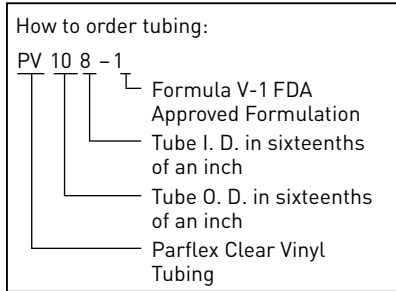 How to order tubing:
PV 10 8 – 1
Formula V-1 FDA
Approved Formulation
Tube I. D. in sixteenths
of an inch
Tube O. D. in sixteenths
of an inch
Parflex Clear Vinyl
Tubing